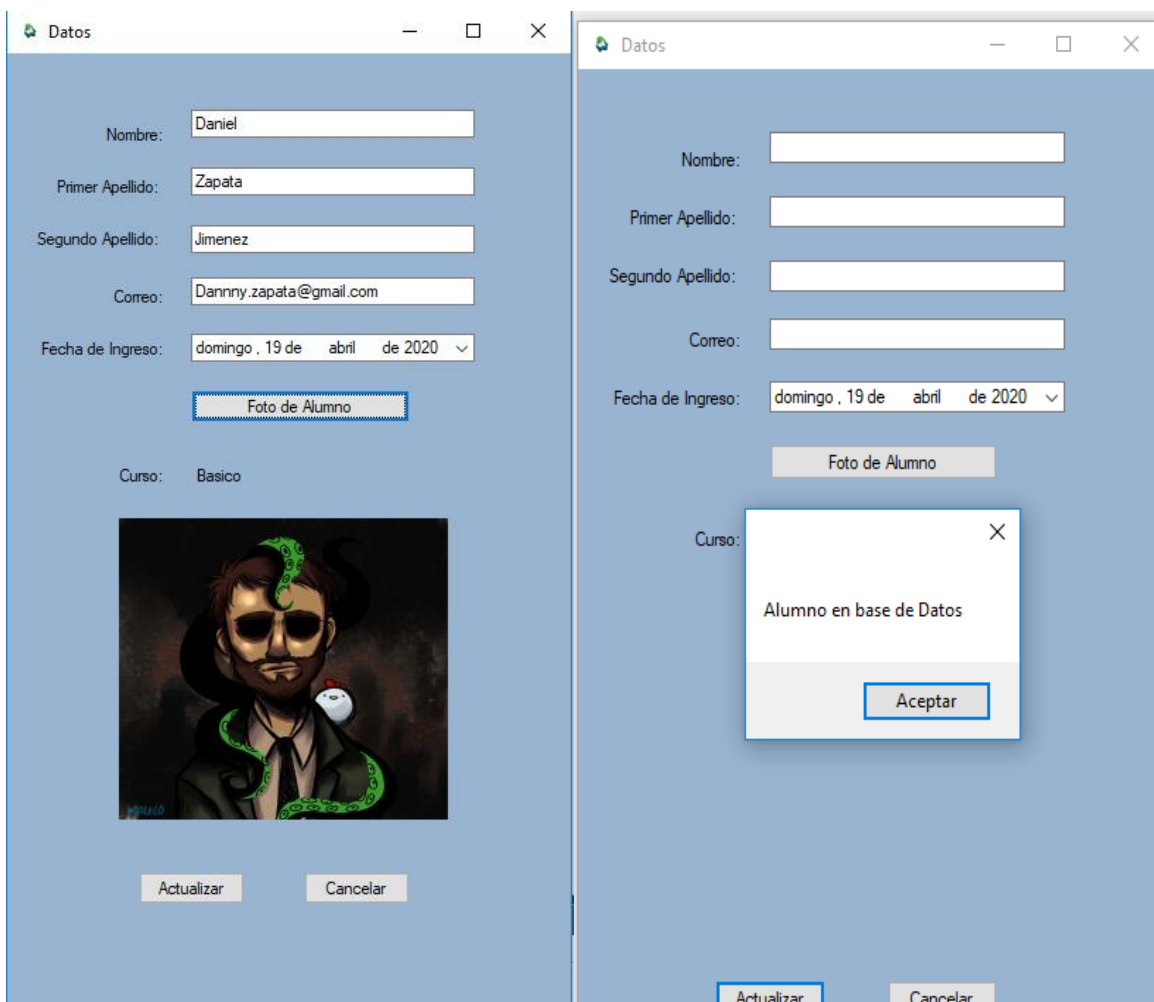 Datos
Nombre: Daniel
Primer Apellido: Zapata
Segundo Apellido: Jimenez
Correo: Dannny.zapata@gmail.com
Fecha de Ingreso: domingo , 19 de abril de 2020
Foto de Alumno
Curso: Basico
Actualizar Cancelar
Datos
Nombre:
Primer Apellido:
Segundo Apellido:
Correo:
Fecha de Ingreso: domingo , 19 de abril de 2020
Foto de Alumno
Curso:
Alumno en base de Datos
Aceptar
Actualizar Cancelar